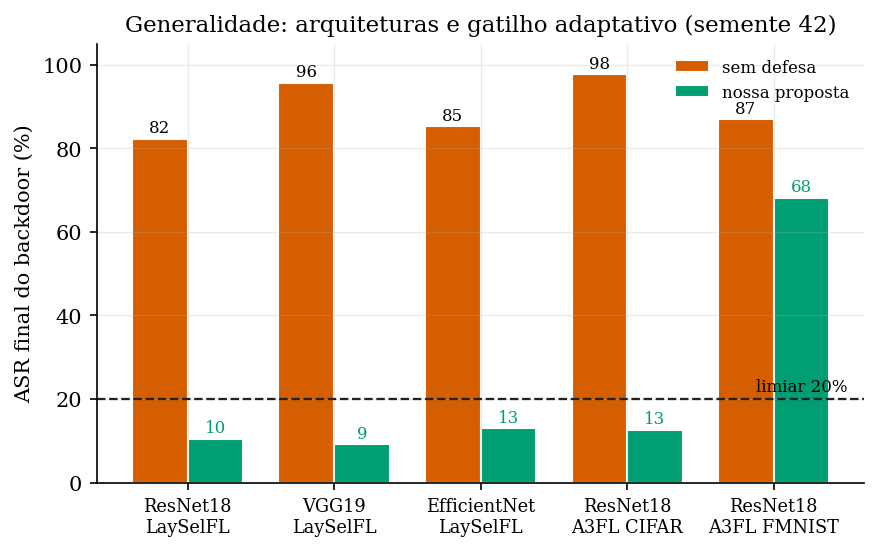 Generalidade: arquiteturas e gatilho adaptativo (semente 42)
ASR final do backdoor (%)
100
80
60
40
20
0
sem defesa
nossa proposta
82
96
85
98
87
10
9
13
13
68
limiar 20%
ResNet18
LaySelFL
VGG19
LaySelFL
EfficientNet
LaySelFL
ResNet18
A3FL CIFAR
ResNet18
A3FL FMNIST